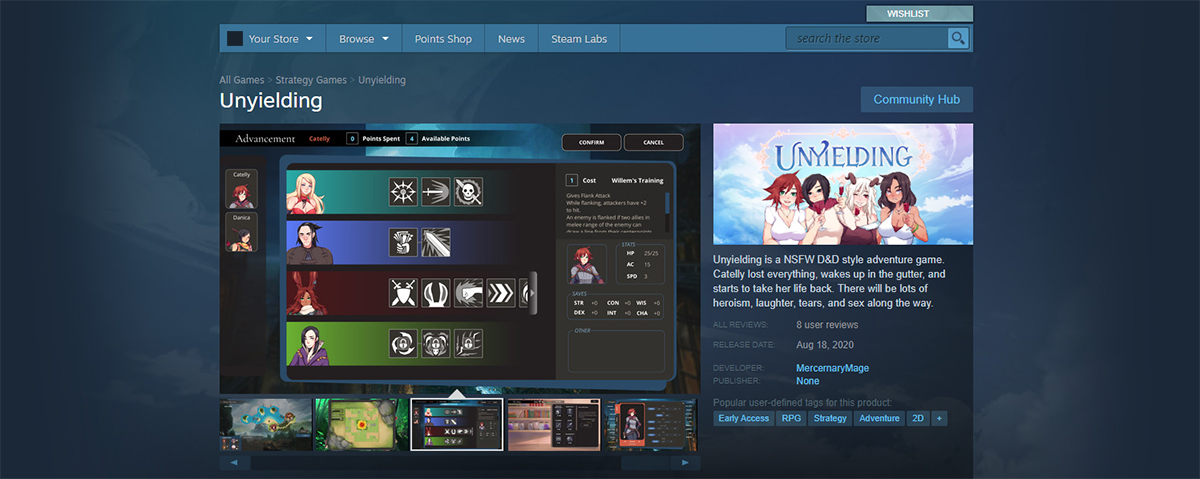 WISHLIST
Your Store
Browse
Points Shop
News
Steam Labs
search the store
All Games > Strategy Games > Unyielding
Unyielding
Community Hub
Advancement
Catelly
0
Points Spent
4
Available Points
CONFIRM
CANCEL
Catelly
Danica
1
Cost
Willem's Training
Gives Flank Attack
While flanking, attackers have +2
to hit.
An enemy is flanked if two allies in
melee range of the enemy can
draw a line from their centerpoints
STATS
HP 25/25
AC 15
SPD 3
SAVES
STR +0 CON +0 WIS +0
DEX +0 INT +0 CHA +0
OTHER
UNYIELDING
Unyielding is a NSFW D&D style adventure game.
Catelly lost everything, wakes up in the gutter, and
starts to take her life back. There will be lots of
heroism, laughter, tears, and sex along the way.
ALL REVIEWS: 8 user reviews
RELEASE DATE: Aug 18, 2020
DEVELOPER: MercernaryMage
PUBLISHER: None
Popular user-defined tags for this product:
Early Access
RPG
Strategy
Adventure
2D
+